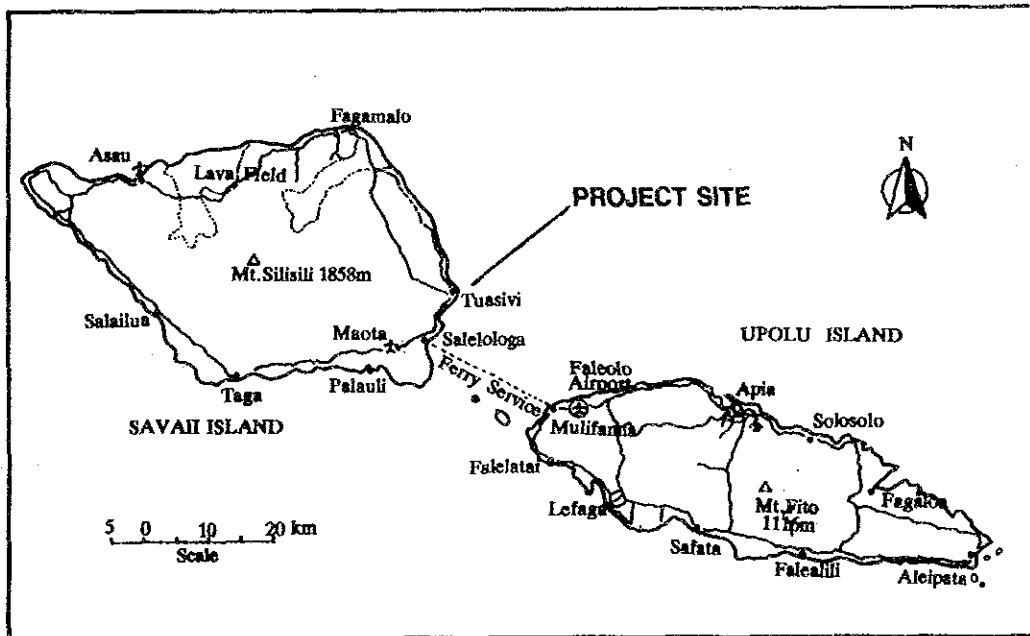 Fagamalo
N
Asau
Lava Field
PROJECT SITE
Mt.Silisili 1858m
Tuasivi
Salailua
Maota
Salelologa
UPOLU ISLAND
Ferry Service
Faleolo
Airport
Apia
Taga
Palauli
Mulifanua
Solosolo
SAVAII ISLAND
Falelatai
Lefaga
Mt.Fito
1116m
Fagaloa
5 0 10 20 km
Scale
Safata
Falealili
Aleipata